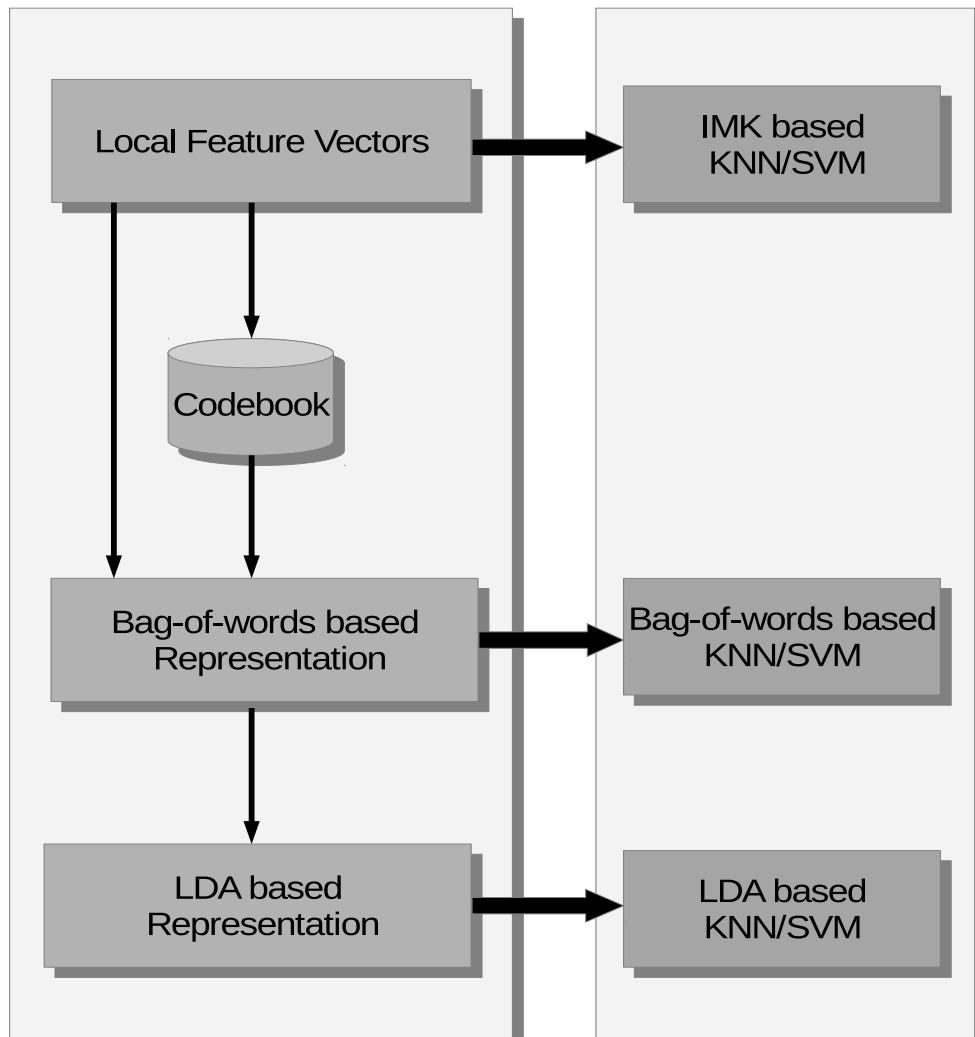 Local Feature Vectors
IMK based
KNN/SVM
Codebook
Bag-of-words based
Representation
Bag-of-words based
KNN/SVM
LDA based
Representation
LDA based
KNN/SVM